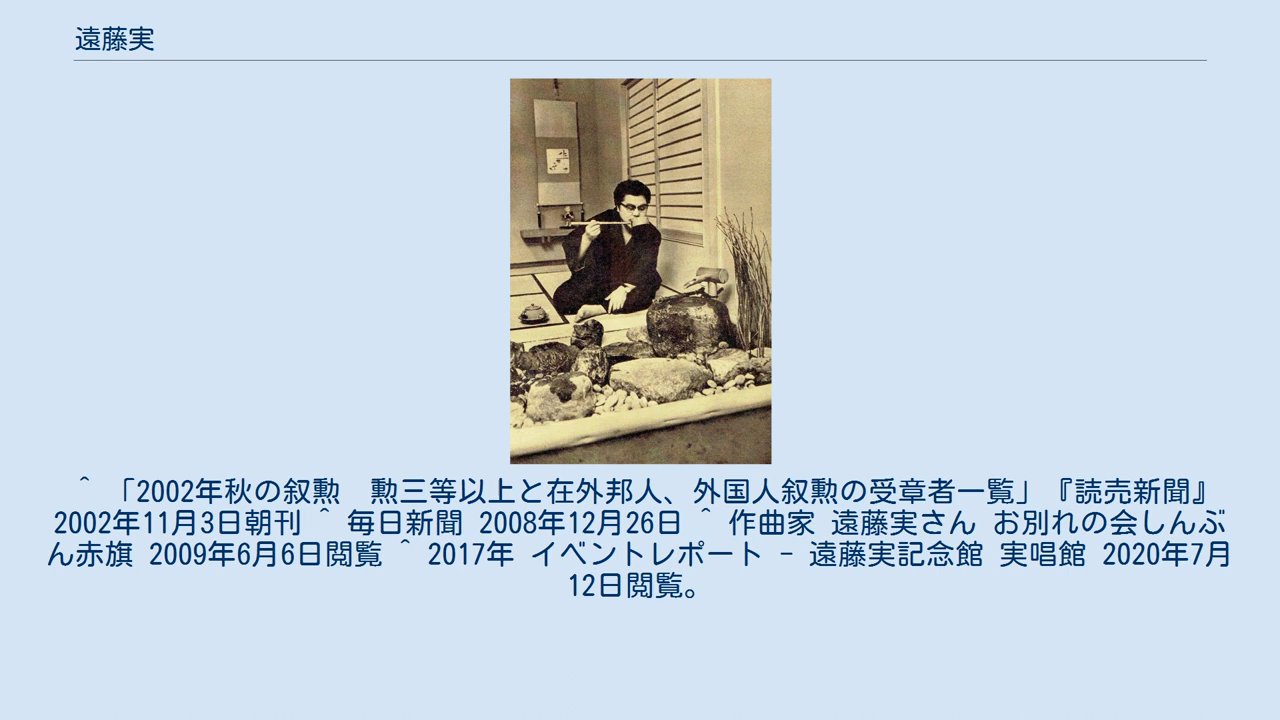 遠藤実
^ 「2002年秋の叙勲　勲三等以上と在外邦人、外国人叙勲の受章者一覧」『読売新聞』
2002年11月3日朝刊 ^ 毎日新聞 2008年12月26日 ^ 作曲家 遠藤実さん お別れの会しんぶ
ん赤旗 2009年6月6日閲覧 ^ 2017年 イベントレポート - 遠藤実記念館 実唱館 2020年7月
12日閲覧。